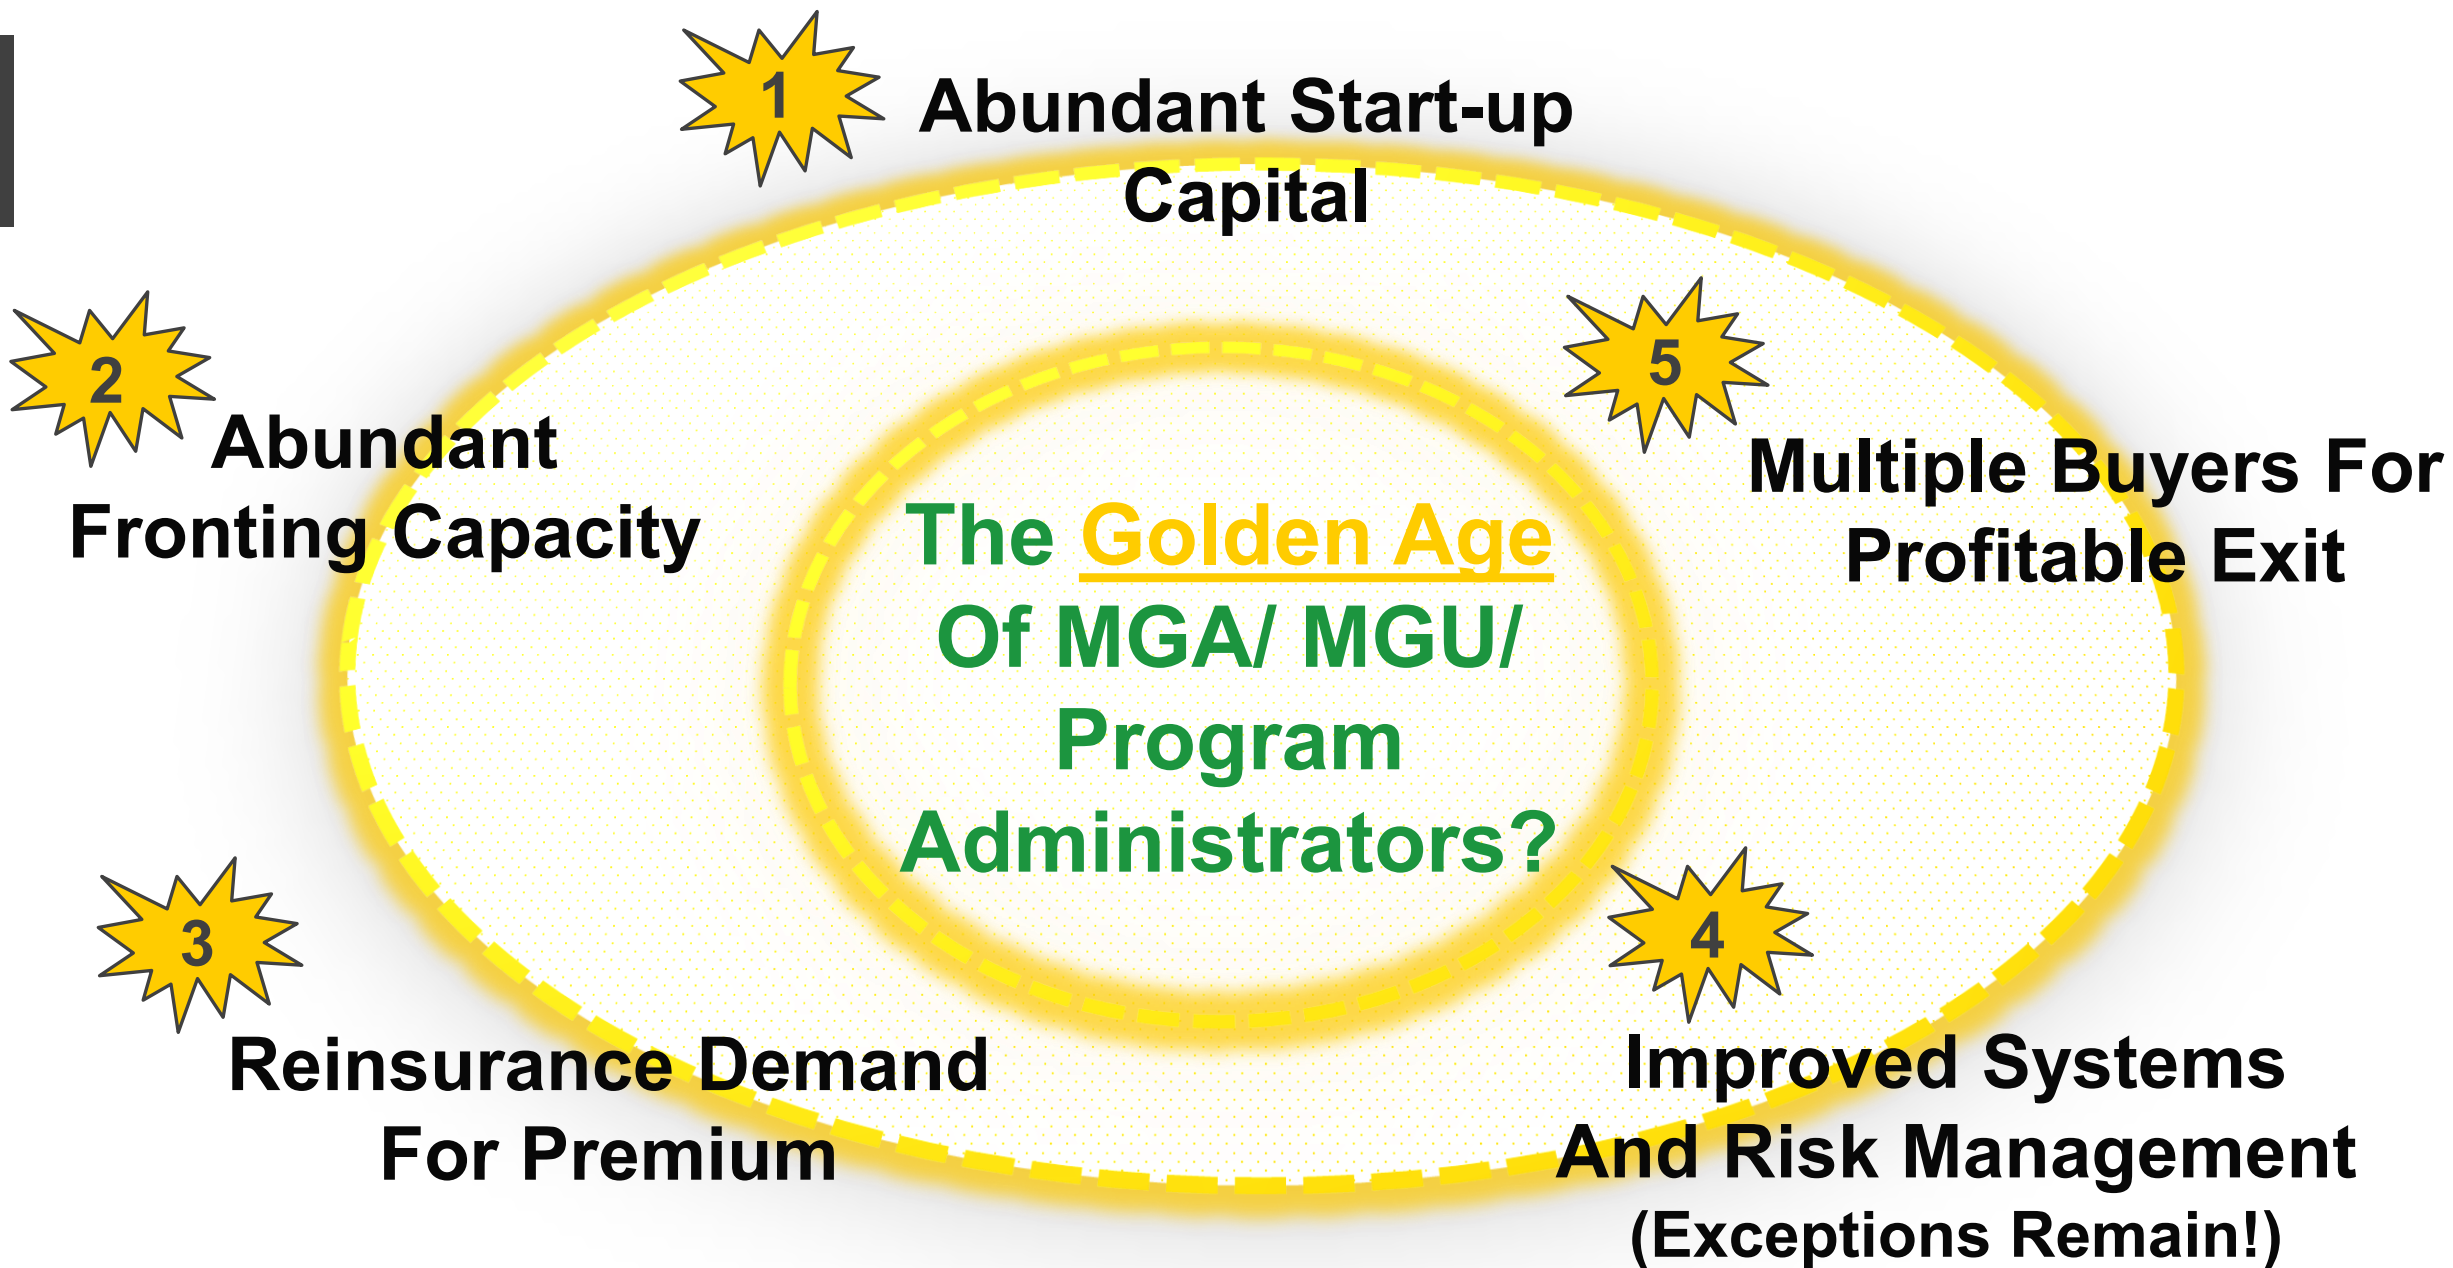 1
Abundant Start-up
Capital
2
Abundant
Fronting Capacity
5
Multiple Buyers For
Profitable Exit
The Golden Age
Of MGA/ MGU/
Program
Administrators?
3
Reinsurance Demand
For Premium
4
Improved Systems
And Risk Management
(Exceptions Remain!)